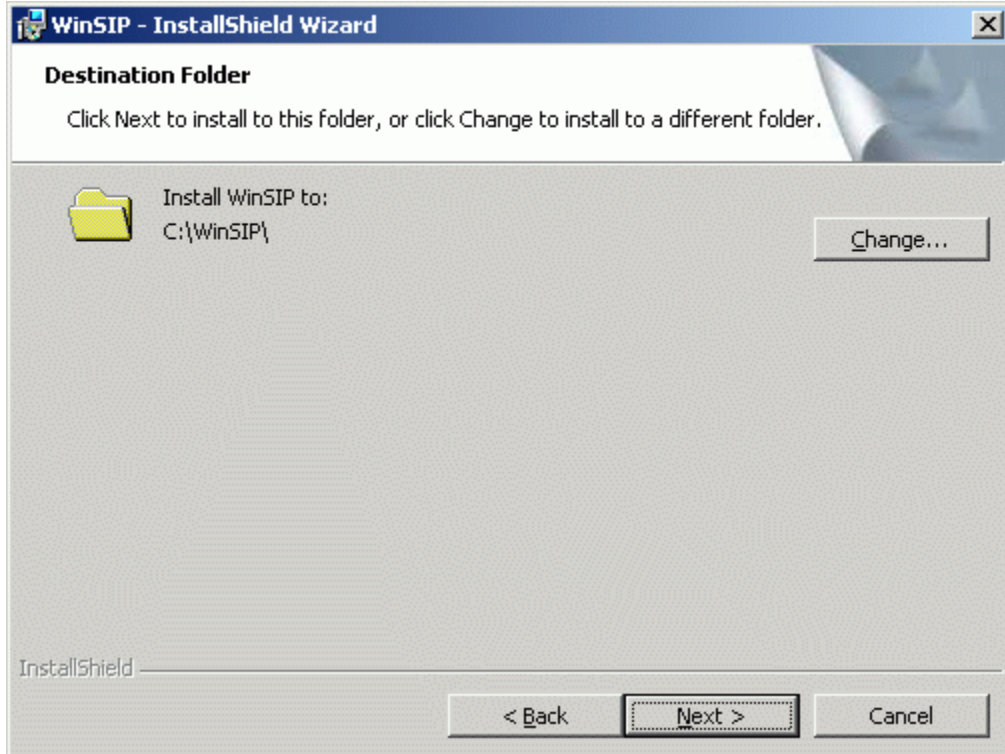 WinSIP - InstallShield Wizard
Destination Folder
Click Next to install to this folder, or click Change to install to a different folder.
Install WinSIP to:
C:\WinSIP\
Change...
InstallShield
< Back
Next >
Cancel